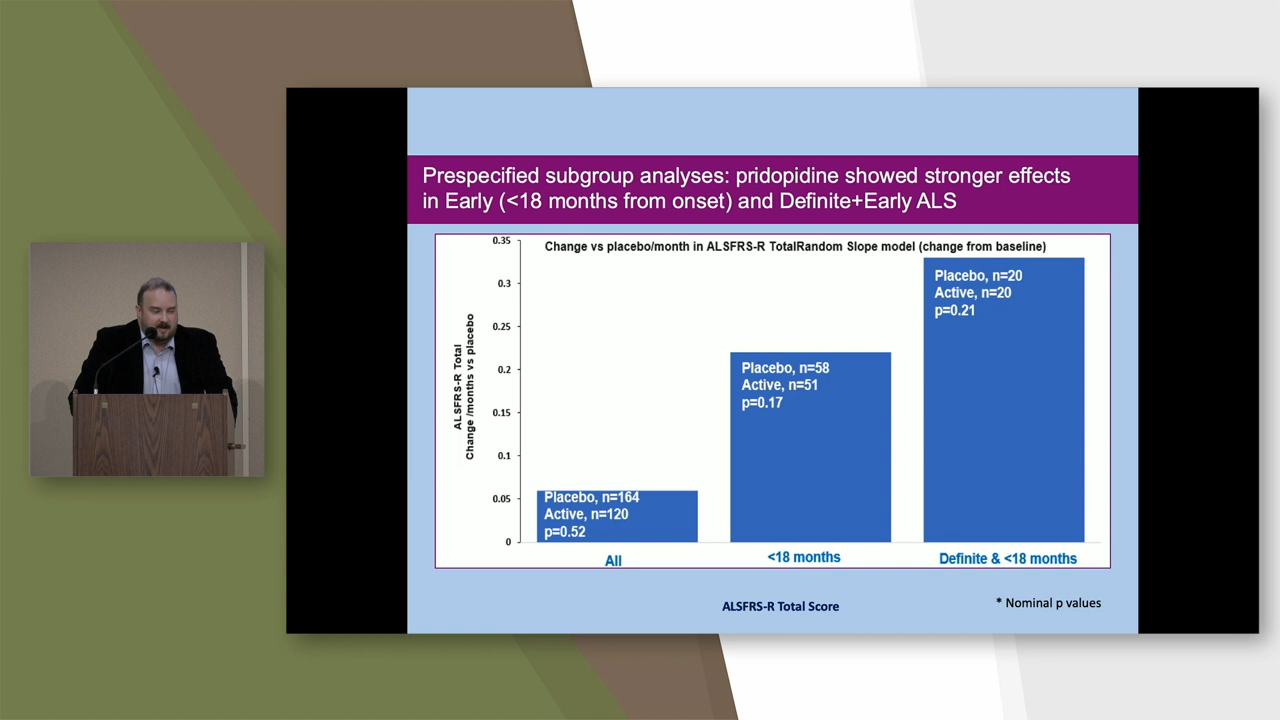 Prespecified subgroup analyses: pridopidine showed stronger effects
in Early (<18 months from onset) and Definite+Early ALS
Change vs placebo/month in ALSFRS-R TotalRandom Slope model (change from baseline)
ALSFRS-R Total
Change /months vs placebo
0.35
0.3
0.25
0.2
0.15
0.1
0.05
0
Placebo, n=164
Active, n=120
p=0.52
Placebo, n=58
Active, n=51
p=0.17
Placebo, n=20
Active, n=20
p=0.21
All
<18 months
Definite & <18 months
ALSFRS-R Total Score
* Nominal p values